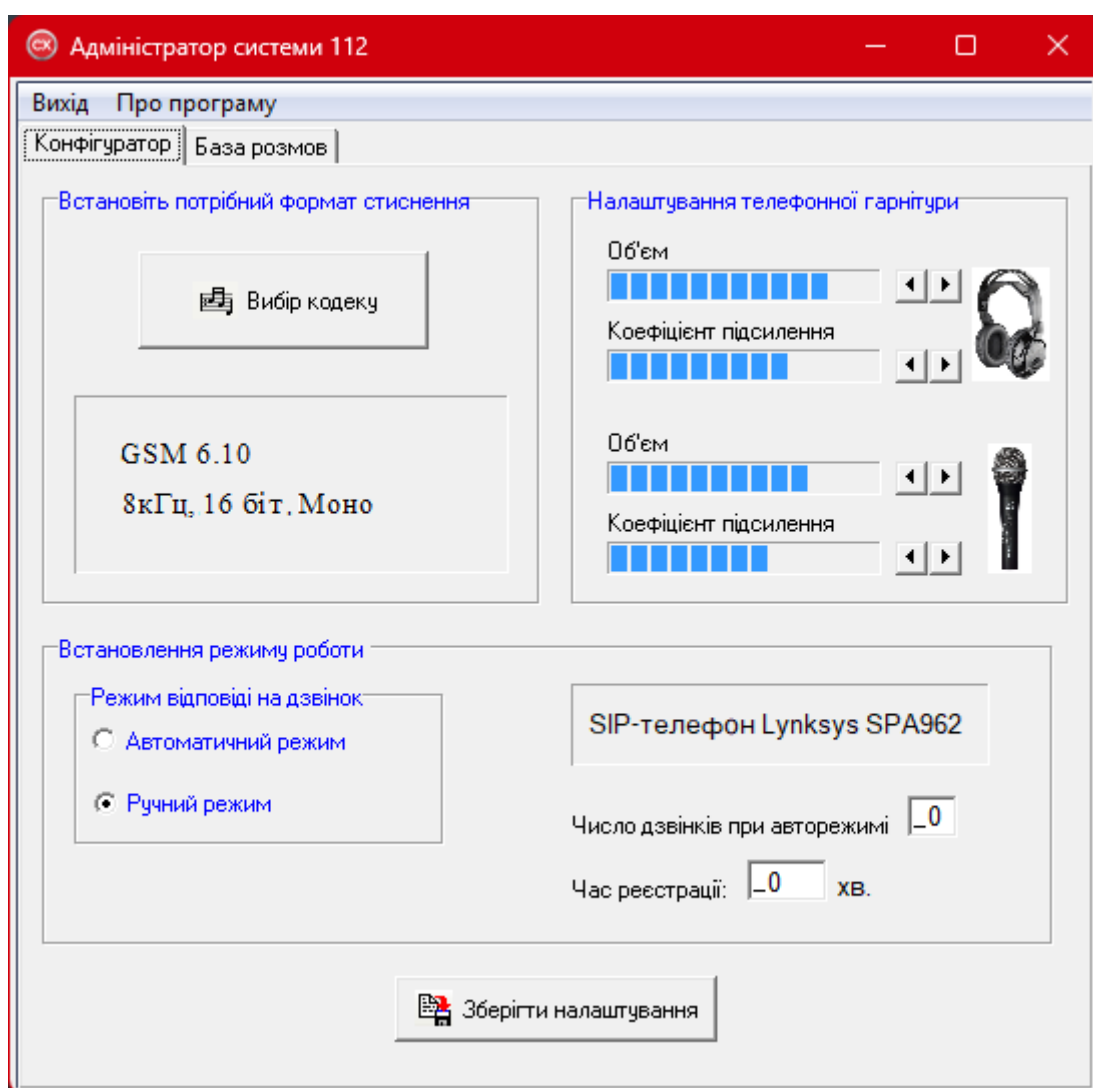 Адміністратор системи 112
Вихід Про програму
Конфігуратор База розмов
Встановіть потрібний формат стиснення
Вибір кодеку
GSM 6.10
8кГц, 16 біт, Моно
Налаштування телефонної гарнітури
Об'єм
Коефіцієнт підсилення
Об'єм
Коефіцієнт підсилення
Встановлення режиму роботи
Режим відповіді на дзвінок
Автоматичний режим
Ручний режим
SIP-телефон Lynksys SPA962
Число дзвінків при авторежимі _0
Час реєстрації: _0 хв.
Зберігти налаштування